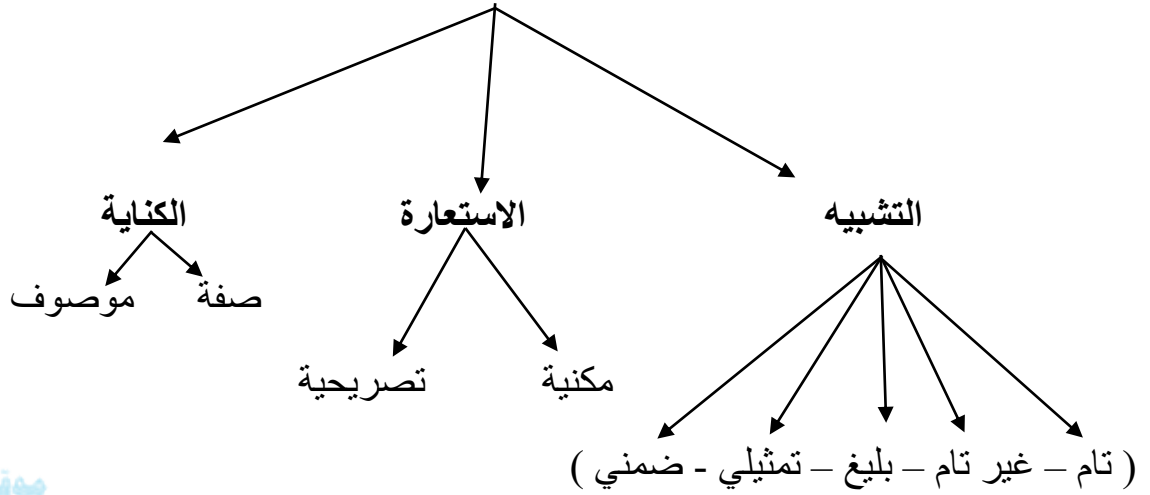 التشبيه
الاستعارة
الكناية
( تام – غير تام – بليغ – تمثيلي - ضمني )
مكنية
تصريحية
صفة
موصوف